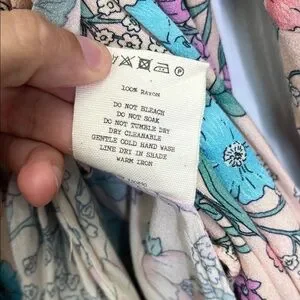 100% RAYON
DO NOT BLEACH
DO NOT SOAK
DO NOT TUMBLE DRY
DRY CLEANABLE
GENTLE COLD HAND WASH
LINE DRY IN SHADE
WARM IRON